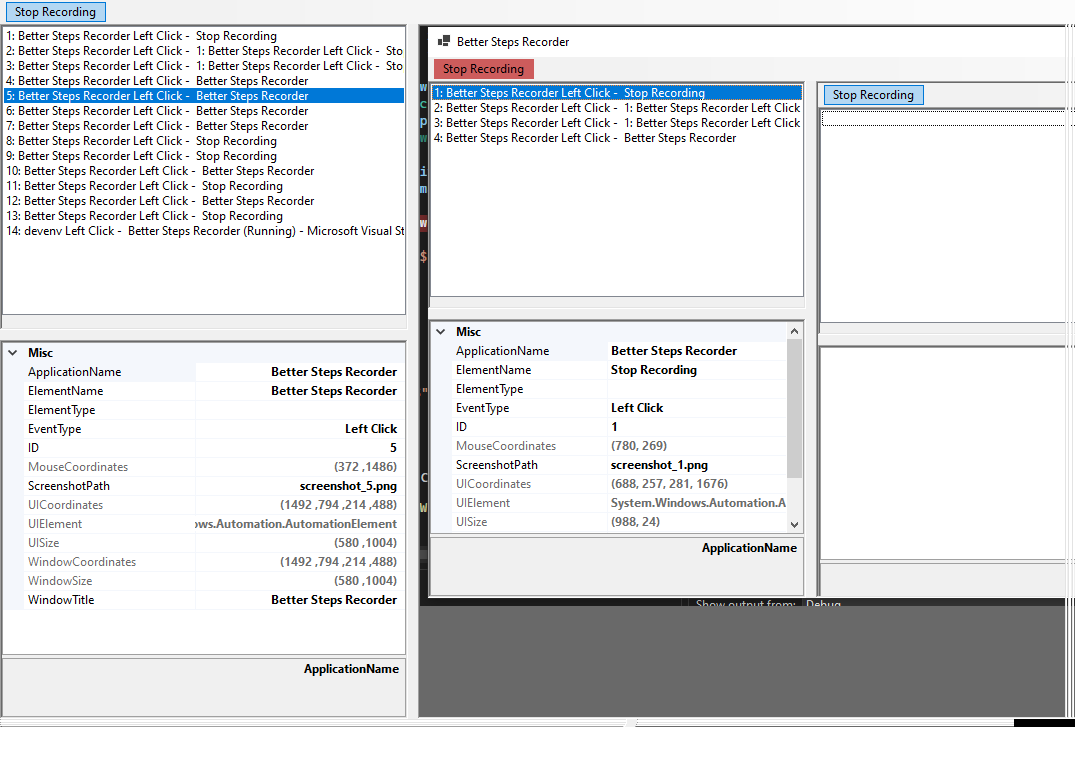 Stop Recording
1: Better Steps Recorder Left Click -  Stop Recording
2: Better Steps Recorder Left Click -  1: Better Steps Recorder Left Click -  Sto
3: Better Steps Recorder Left Click -  1: Better Steps Recorder Left Click -  Sto
4: Better Steps Recorder Left Click -  Better Steps Recorder
5: Better Steps Recorder Left Click -  Better Steps Recorder
6: Better Steps Recorder Left Click -  Better Steps Recorder
7: Better Steps Recorder Left Click -  Better Steps Recorder
8: Better Steps Recorder Left Click -  Stop Recording
9: Better Steps Recorder Left Click -  Stop Recording
10: Better Steps Recorder Left Click -  Better Steps Recorder
11: Better Steps Recorder Left Click -  Stop Recording
12: Better Steps Recorder Left Click -  Better Steps Recorder
13: Better Steps Recorder Left Click -  Stop Recording
14: devenv Left Click -  Better Steps Recorder (Running) - Microsoft Visual St
Misc
ApplicationName Better Steps Recorder
ElementName Better Steps Recorder
ElementType
EventType Left Click
ID 5
MouseCoordinates (372 ,1486)
ScreenshotPath screenshot_5.png
UICoordinates (1492 ,794 ,214 ,488)
UIElement ows.Automation.AutomationElement
UISize (580 ,1004)
WindowCoordinates (1492 ,794 ,214 ,488)
WindowSize (580 ,1004)
WindowTitle Better Steps Recorder
ApplicationName
Better Steps Recorder
Stop Recording
1: Better Steps Recorder Left Click -  Stop Recording
2: Better Steps Recorder Left Click -  1: Better Steps Recorder Left Click
3: Better Steps Recorder Left Click -  1: Better Steps Recorder Left Click
4: Better Steps Recorder Left Click -  Better Steps Recorder
Misc
ApplicationName Better Steps Recorder
ElementName Stop Recording
ElementType
EventType Left Click
ID 1
MouseCoordinates (780, 269)
ScreenshotPath screenshot_1.png
UICoordinates (688, 257, 281, 1676)
UIElement System.Windows.Automation.A
UISize (988, 24)
ApplicationName
Stop Recording
Show output from: Debug